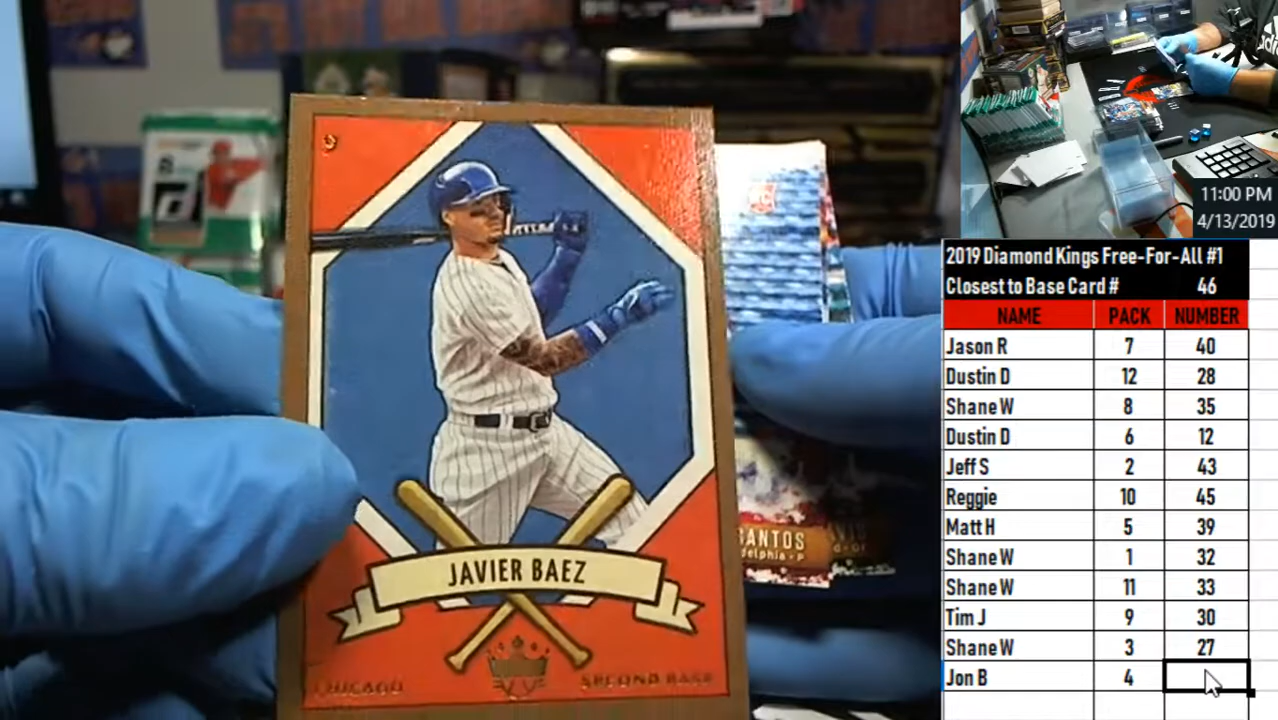 JAVIER BAEZ
CHICAGO
SECOND BASE
SANTOS
11:00 PM
4/13/2019
2019 Diamond Kings Free-For-All #1
Closest to Base Card # 46
NAME PACK NUMBER
Jason R 7 40
Dustin D 12 28
Shane W 8 35
Dustin D 6 12
Jeff S 2 43
Reggie 10 45
Matt H 5 39
Shane W 1 32
Shane W 11 33
Tim J 9 30
Shane W 3 27
Jon B 4